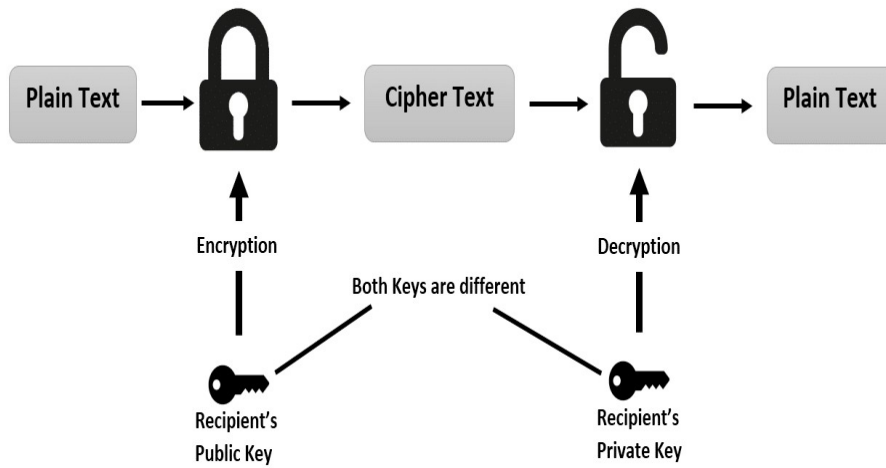 Plain Text
Cipher Text
Plain Text
Encryption
Decryption
Both Keys are different
Recipient's
Public Key
Recipient's
Private Key